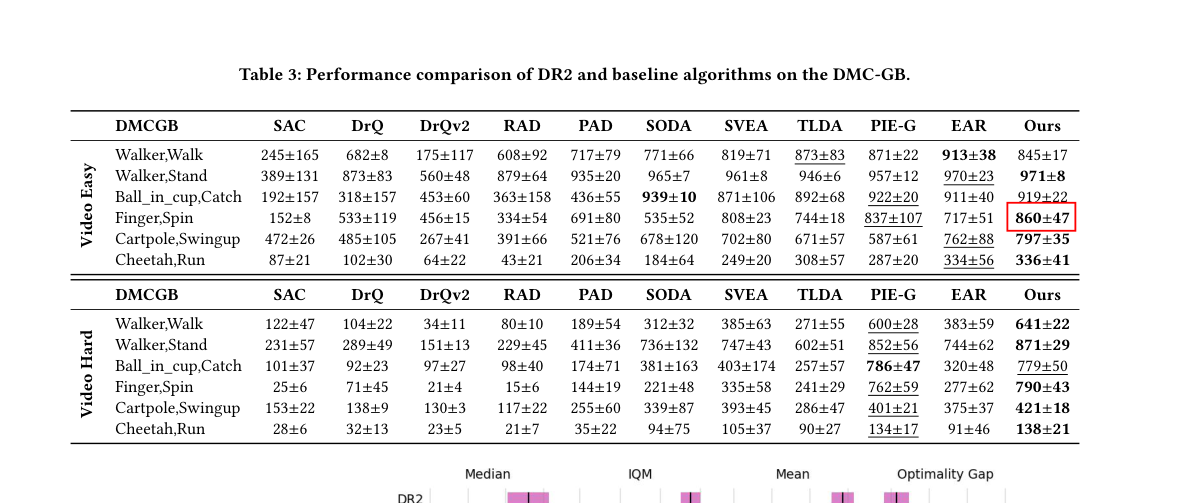 Table 3: Performance comparison of DR2 and baseline algorithms on the DMC-GB.
DMCGB SAC DrQ DrQv2 RAD PAD SODA SVEA TLDA PIE-G EAR Ours
Video Easy
Walker,Walk 245±165 682±8 175±117 608±92 717±79 771±66 819±71 873±83 871±22 913±38 845±17
Walker,Stand 389±131 873±83 560±48 879±64 935±20 965±7 961±8 946±6 957±12 970±23 971±8
Ball_in_cup,Catch 192±157 318±157 453±60 363±158 436±55 939±10 871±106 892±68 922±20 911±40 919±22
Finger,Spin 152±8 533±119 456±15 334±54 691±80 535±52 808±23 744±18 837±107 717±51 860±47
Cartpole,Swingup 472±26 485±105 267±41 391±66 521±76 678±120 702±80 671±57 587±61 762±88 797±35
Cheetah,Run 87±21 102±30 64±22 43±21 206±34 184±64 249±20 308±57 287±20 334±56 336±41
DMCGB SAC DrQ DrQv2 RAD PAD SODA SVEA TLDA PIE-G EAR Ours
Video Hard
Walker,Walk 122±47 104±22 34±11 80±10 189±54 312±32 385±63 271±55 600±28 383±59 641±22
Walker,Stand 231±57 289±49 151±13 229±45 411±36 736±132 747±43 602±51 852±56 744±62 871±29
Ball_in_cup,Catch 101±37 92±23 97±27 98±40 174±71 381±163 403±174 257±57 786±47 320±48 779±50
Finger,Spin 25±6 71±45 21±4 15±6 144±19 221±48 335±58 241±29 762±59 277±62 790±43
Cartpole,Swingup 153±22 138±9 130±3 117±22 255±60 339±87 393±45 286±47 401±21 375±37 421±18
Cheetah,Run 28±6 32±13 23±5 21±7 35±22 94±75 105±37 90±27 134±17 91±46 138±21
Median IQM Mean Optimality Gap
DR2